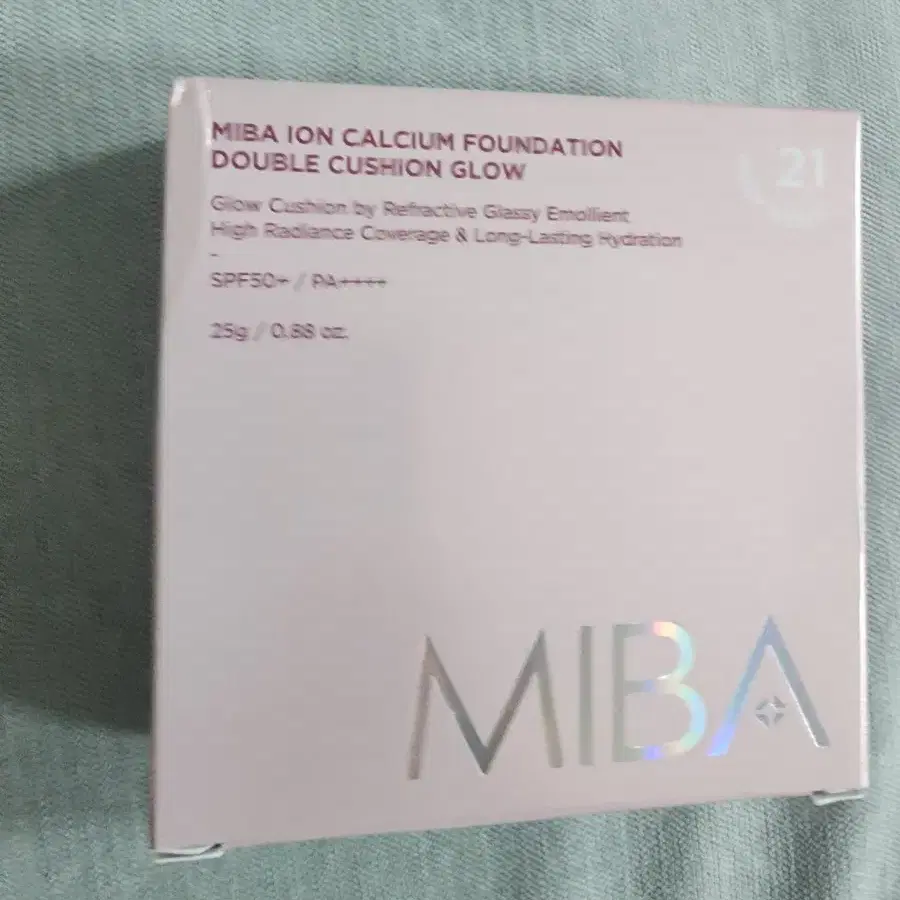 MIBA ION CALCIUM FOUNDATION
DOUBLE CUSHION GLOW
21
Glow Cushion by Refractive Glassy Emollient
High Radiance Coverage & Long-Lasting Hydration
-
SPF50+ / PA++++
25g / 0.88 oz.
MIBA